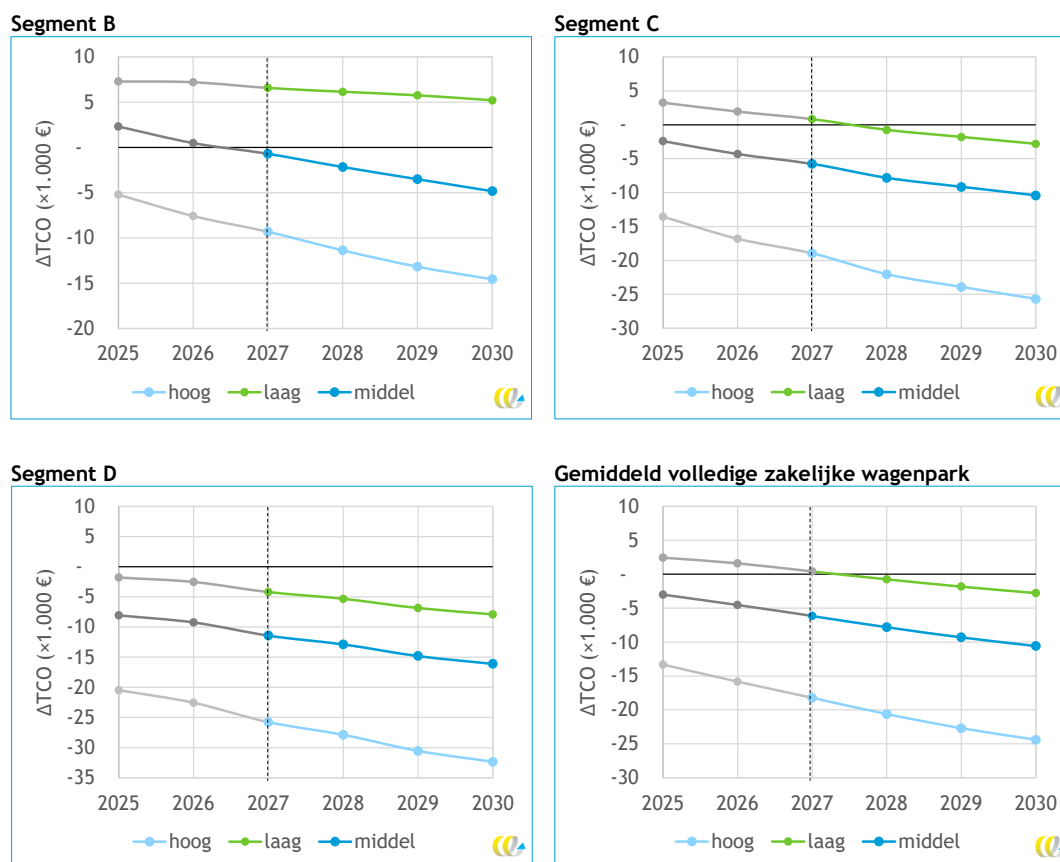 Segment B
10
5
-
-5
-10
-15
-20
ΔTCO (×1.000 €)
2025 2026 2027 2028 2029 2030
hoog laag middel
Segment C
10
5
-
-5
-10
-15
-20
-25
-30
ΔTCO (×1.000 €)
2025 2026 2027 2028 2029 2030
hoog laag middel
Segment D
10
5
-
-5
-10
-15
-20
-25
-30
-35
ΔTCO (×1.000 €)
2025 2026 2027 2028 2029 2030
hoog laag middel
Gemiddeld volledige zakelijke wagenpark
10
5
-
-5
-10
-15
-20
-25
-30
ΔTCO (×1.000 €)
2025 2026 2027 2028 2029 2030
hoog laag middel